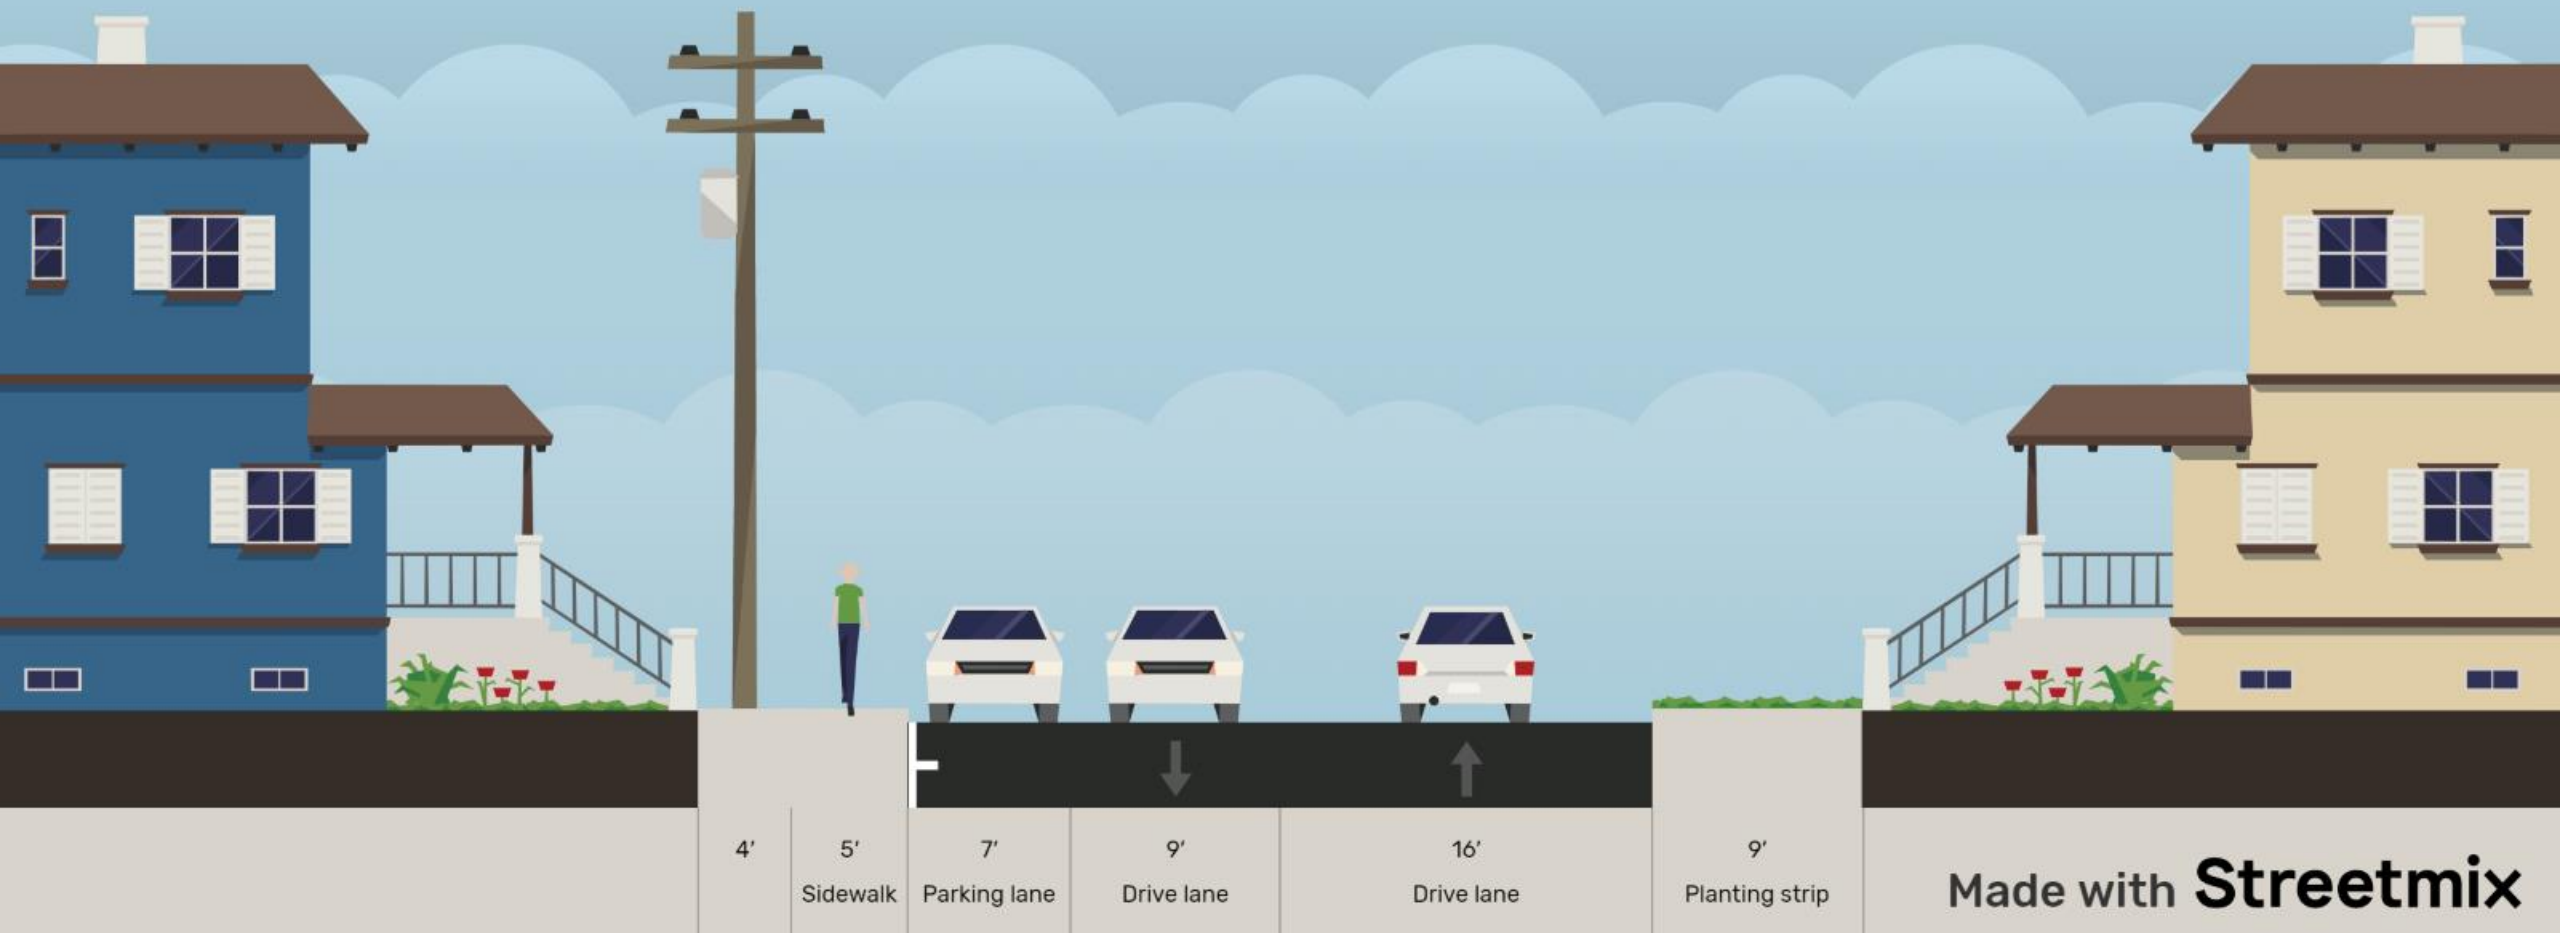 4′
5′
7′
9′
16′
9′
Sidewalk
Parking lane
Drive lane
Drive lane
Planting strip
Made with Streetmix